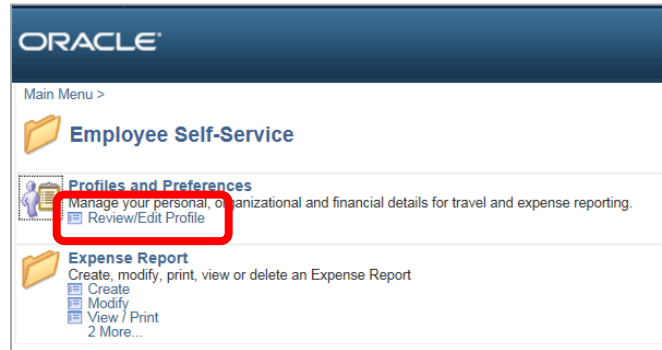 ORACLE
Main Menu >
Employee Self-Service
Profiles and Preferences
Manage your personal, organizational and financial details for travel and expense reporting.
Review/Edit Profile
Expense Report
Create, modify, print, view or delete an Expense Report
Create
Modify
View / Print
2 More...